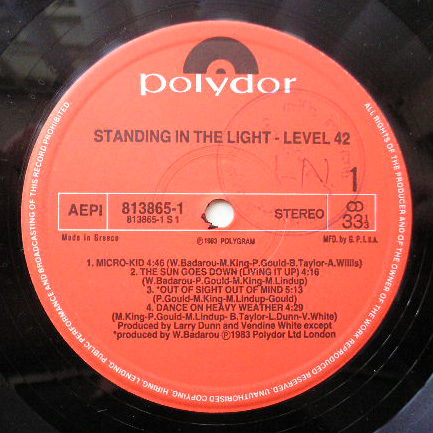 polydor
STANDING IN THE LIGHT - LEVEL 42
LN
1
AEPI
813865-1
813865-1 S 1
STEREO
33⅓
Made in Greece
℗1983 POLYGRAM
MFD. by G. P. I. S.A.
1. MICRO-KID 4:46 (W.Badarou-M.King-P.Gould-B.Taylor-A.Willis)
2. THE SUN GOES DOWN (LIVING IT UP) 4:16
(W.Badarou-P.Gould-M.King-M.Lindup)
3. *OUT OF SIGHT OUT OF MIND 5:13
(P.Gould-M.King-M.Lindup-Gould)
4. DANCE ON HEAVY WEATHER 4:29
(M.King-P.Gould-M.Lindup- B.Taylor-L.Dunn-V.White)
Produced by Larry Dunn and Vendine White except
*produced by W.Badarou ℗1983 Polydor Ltd London
ALL RIGHTS OF THE PRODUCER AND OF THE OWNER OF THE WORK REPRODUCED RESERVED. UNAUTHORISED COPYING, HIRING, LENDING, PUBLIC PERFORMANCE AND BROADCASTING OF THIS RECORD PROHIBITED.